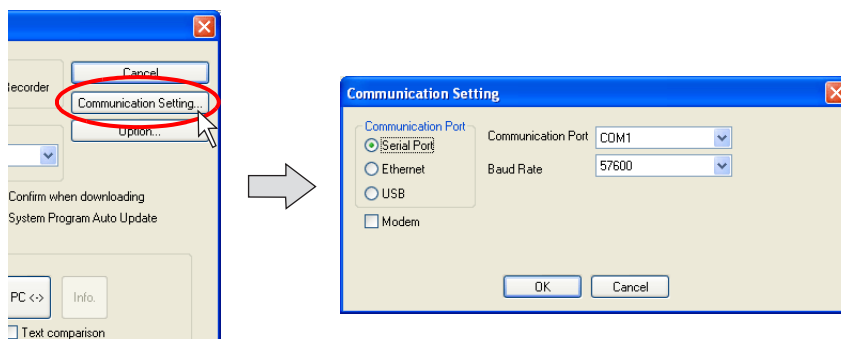 Cancel
Recorder
Communication Setting...
Option...
Confirm when downloading
System Program Auto Update
PC <->
Info.
Text comparison
Communication Setting
Communication Port
Serial Port
Ethernet
USB
Modem
Communication Port COM1
Baud Rate 57600
OK Cancel